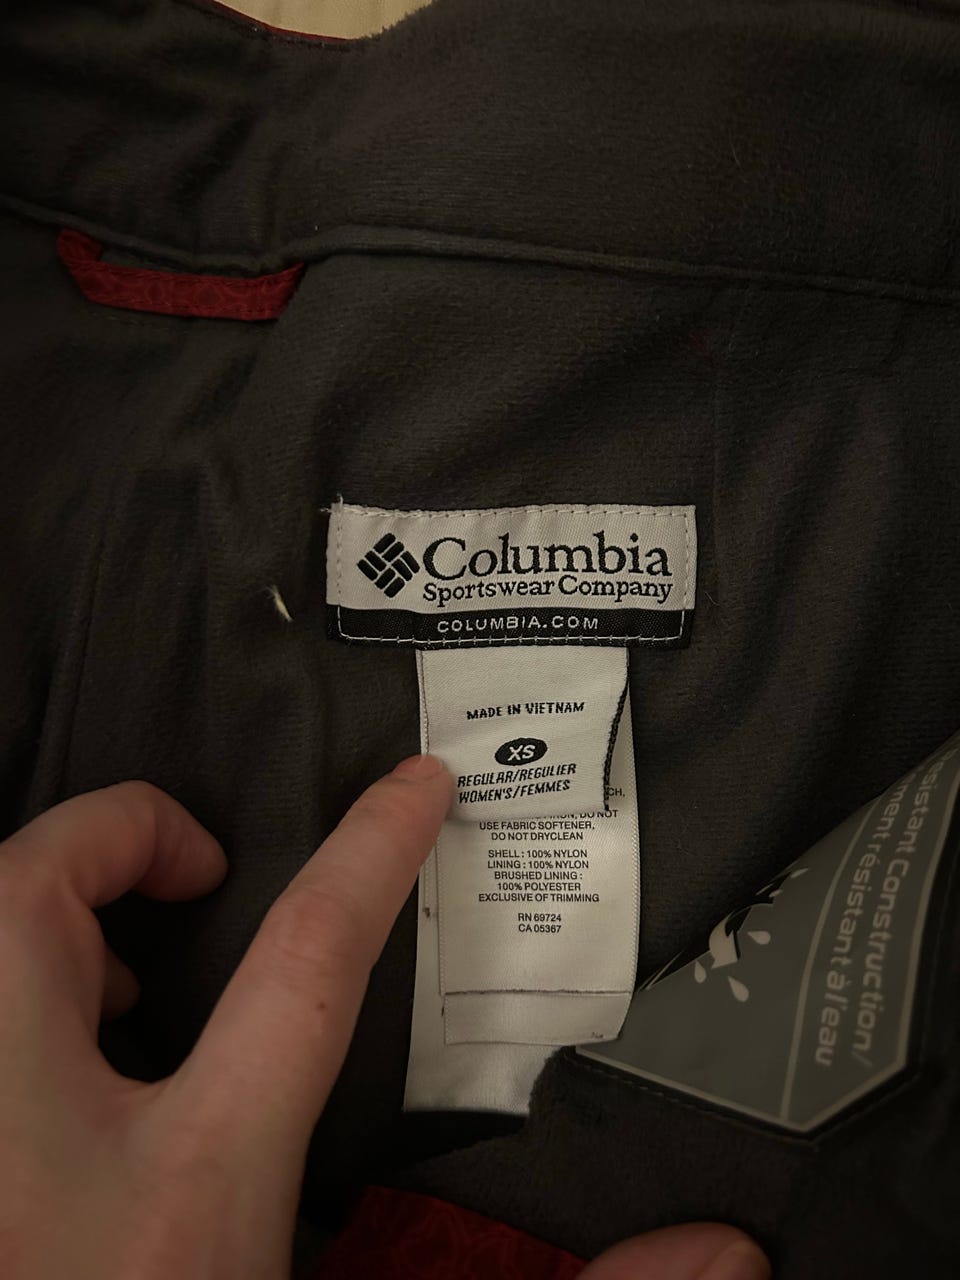 Columbia
Sportswear Company
COLUMBIA.COM
MADE IN VIETNAM
XS
REGULAR/REGULIER
WOMEN'S/FEMMES
DO NOT
USE FABRIC SOFTENER,
DO NOT DRYCLEAN
SHELL : 100% NYLON
LINING : 100% NYLON
BRUSHED LINING :
100% POLYESTER
EXCLUSIVE OF TRIMMING
RN 69724
CA 05367
Construction/
résistant à l'eau